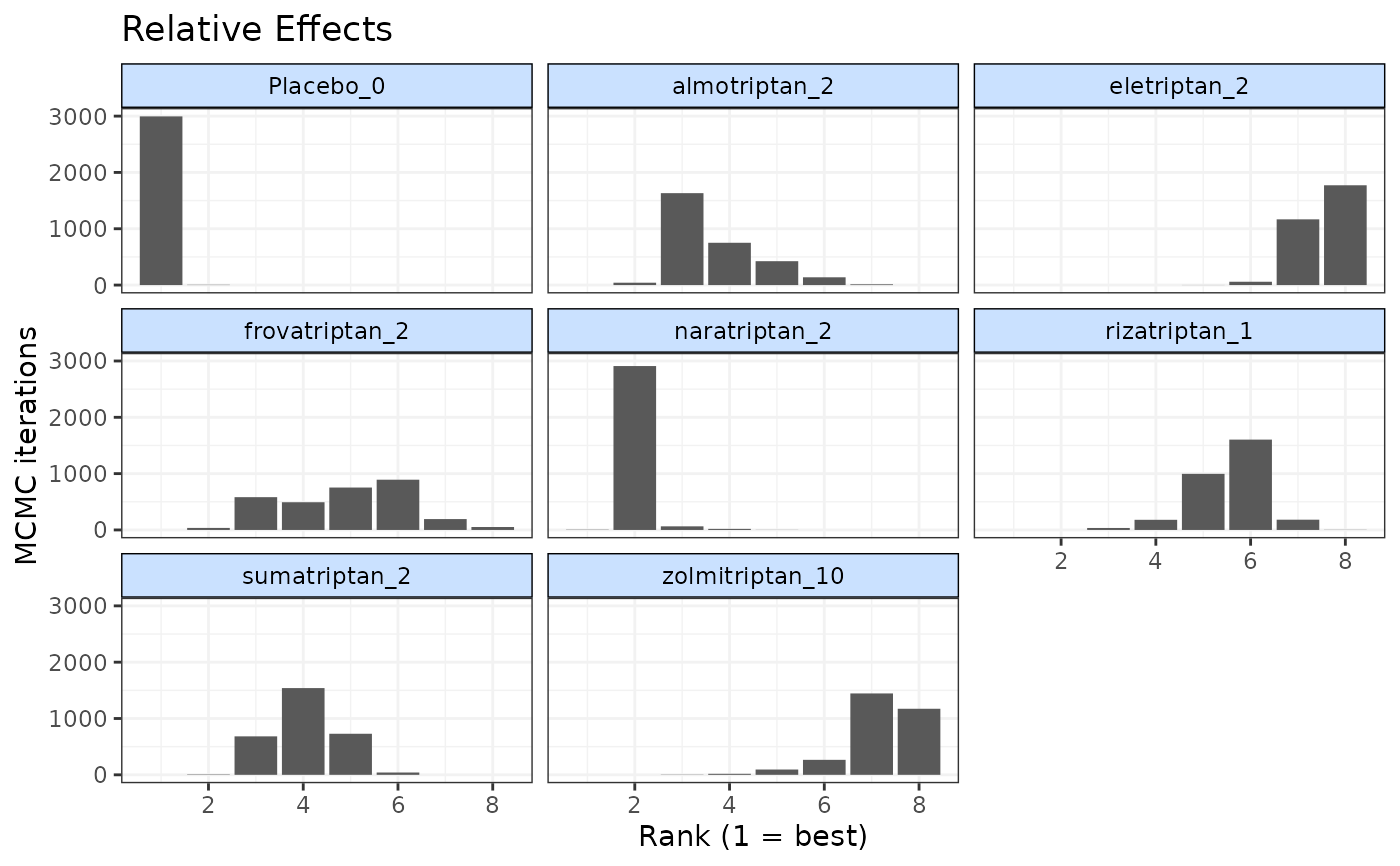 Relative Effects
Placebo_0
almotriptan_2
eletriptan_2
3000
2000
1000
0
frovatriptan_2
naratriptan_2
rizatriptan_1
3000
2000
1000
0
2 4 6 8
sumatriptan_2
zolmitriptan_10
3000
2000
1000
0
2 4 6 8
2 4 6 8
MCMC iterations
Rank (1 = best)